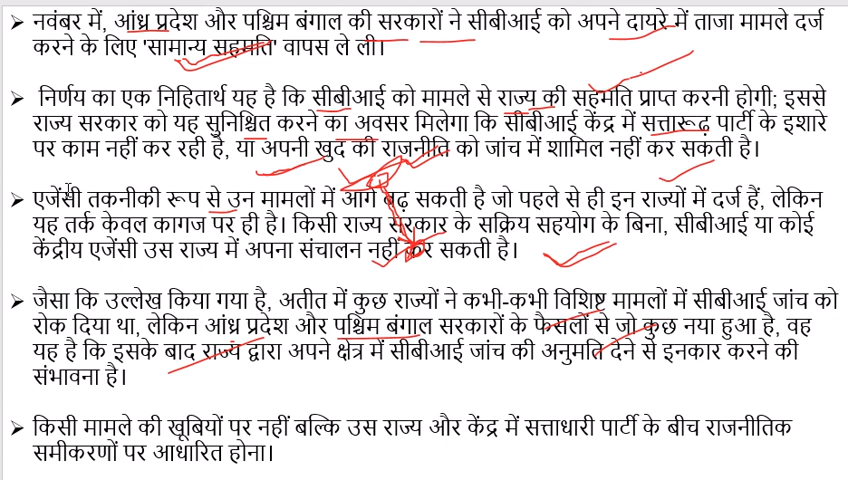 ➤ नवंबर में, आंध्र प्रदेश और पश्चिम बंगाल की सरकारों ने सीबीआई को अपने दायरे में ताजा मामले दर्ज
करने के लिए 'सामान्य सहमति' वापस ले ली।
➤ निर्णय का एक निहितार्थ यह है कि सीबीआई को मामले से राज्य की सहमति प्राप्त करनी होगी; इससे
राज्य सरकार को यह सुनिश्चित करने का अवसर मिलेगा कि सीबीआई केंद्र में सत्तारूढ़ पार्टी के इशारे
पर काम नहीं कर रही है, या अपनी खुद की राजनीति को जांच में शामिल नहीं कर सकती है।
➤ एजेंसी तकनीकी रूप से उन मामलों में आगे बढ़ सकती है जो पहले से ही इन राज्यों में दर्ज हैं, लेकिन
यह तर्क केवल कागज पर ही है। किसी राज्य सरकार के सक्रिय सहयोग के बिना, सीबीआई या कोई
केंद्रीय एजेंसी उस राज्य में अपना संचालन नहीं कर सकती है।
➤ जैसा कि उल्लेख किया गया है, अतीत में कुछ राज्यों ने कभी-कभी विशिष्ट मामलों में सीबीआई जांच को
रोक दिया था, लेकिन आंध्र प्रदेश और पश्चिम बंगाल सरकारों के फैसलों से जो कुछ नया हुआ है, वह
यह है कि इसके बाद राज्य द्वारा अपने क्षेत्र में सीबीआई जांच की अनुमति देने से इनकार करने की
संभावना है।
➤ किसी मामले की खूबियों पर नहीं बल्कि उस राज्य और केंद्र में सत्ताधारी पार्टी के बीच राजनीतिक
समीकरणों पर आधारित होना।